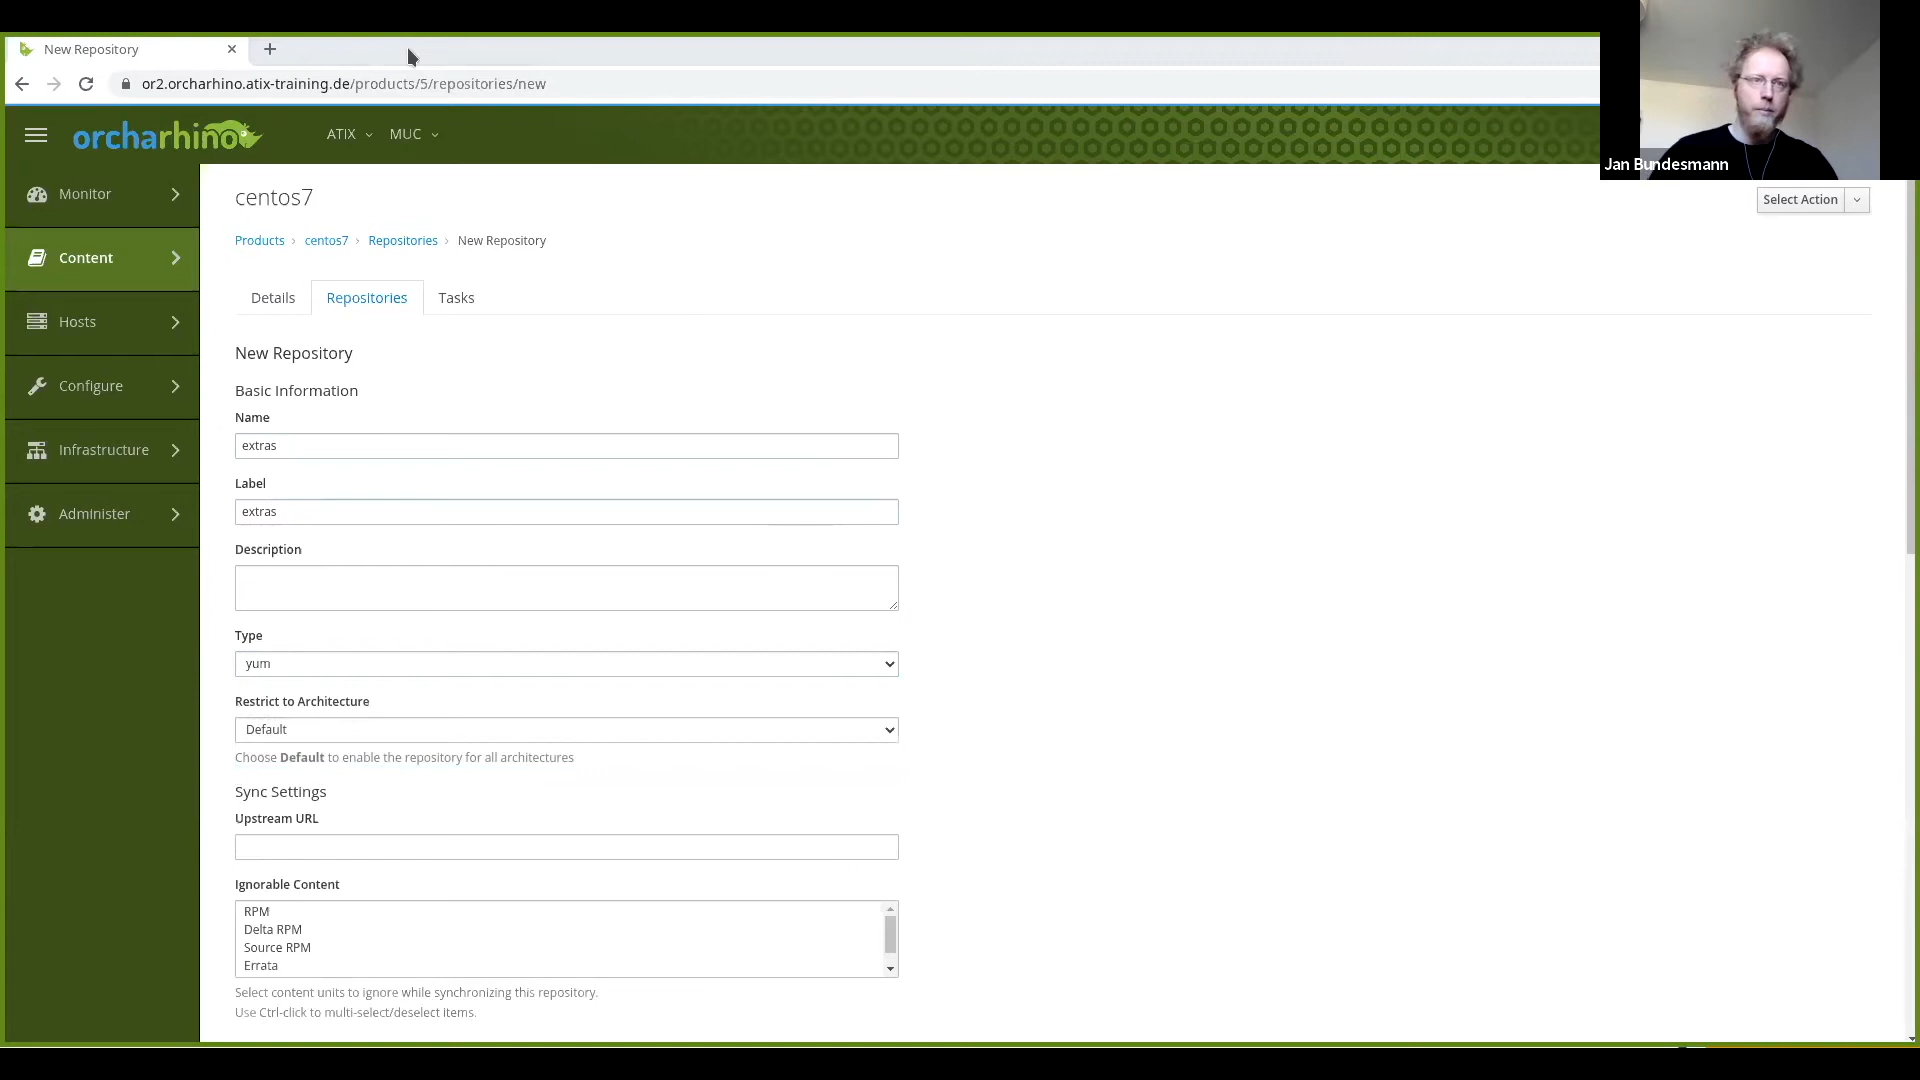 New Repository
or2.orcharhino.atix-training.de/products/5/repositories/new
orcharhino
ATIX
MUC
Jan Bundesmann
Monitor
Content
Hosts
Configure
Infrastructure
Administer
centos7
Select Action
Products › centos7 › Repositories › New Repository
Details
Repositories
Tasks
New Repository
Basic Information
Name
extras
Label
extras
Description
Type
yum
Restrict to Architecture
Default
Choose Default to enable the repository for all architectures
Sync Settings
Upstream URL
Ignorable Content
RPM
Delta RPM
Source RPM
Errata
Select content units to ignore while synchronizing this repository.
Use Ctrl-click to multi-select/deselect items.